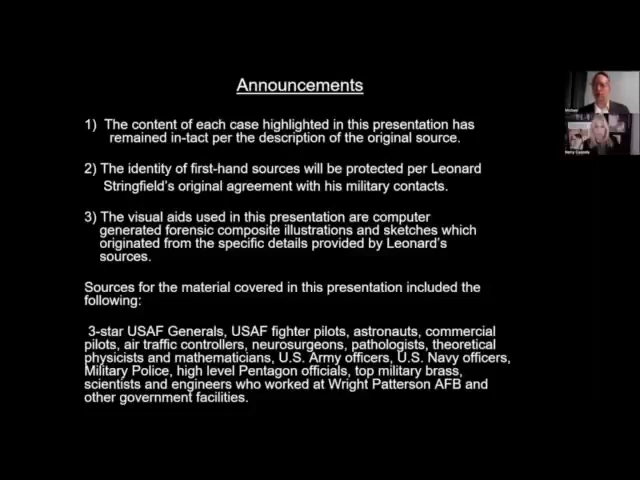 Announcements
1) The content of each case highlighted in this presentation has
remained in-tact per the description of the original source.
2) The identity of first-hand sources will be protected per Leonard
Stringfield's original agreement with his military contacts.
3) The visual aids used in this presentation are computer
generated forensic composite illustrations and sketches which
originated from the specific details provided by Leonard's
sources.
Sources for the material covered in this presentation included the
following:
3-star USAF Generals, USAF fighter pilots, astronauts, commercial
pilots, air traffic controllers, neurosurgeons, pathologists, theoretical
physicists and mathematicians, U.S. Army officers, U.S. Navy officers,
Military Police, high level Pentagon officials, top military brass,
scientists and engineers who worked at Wright Patterson AFB and
other government facilities.